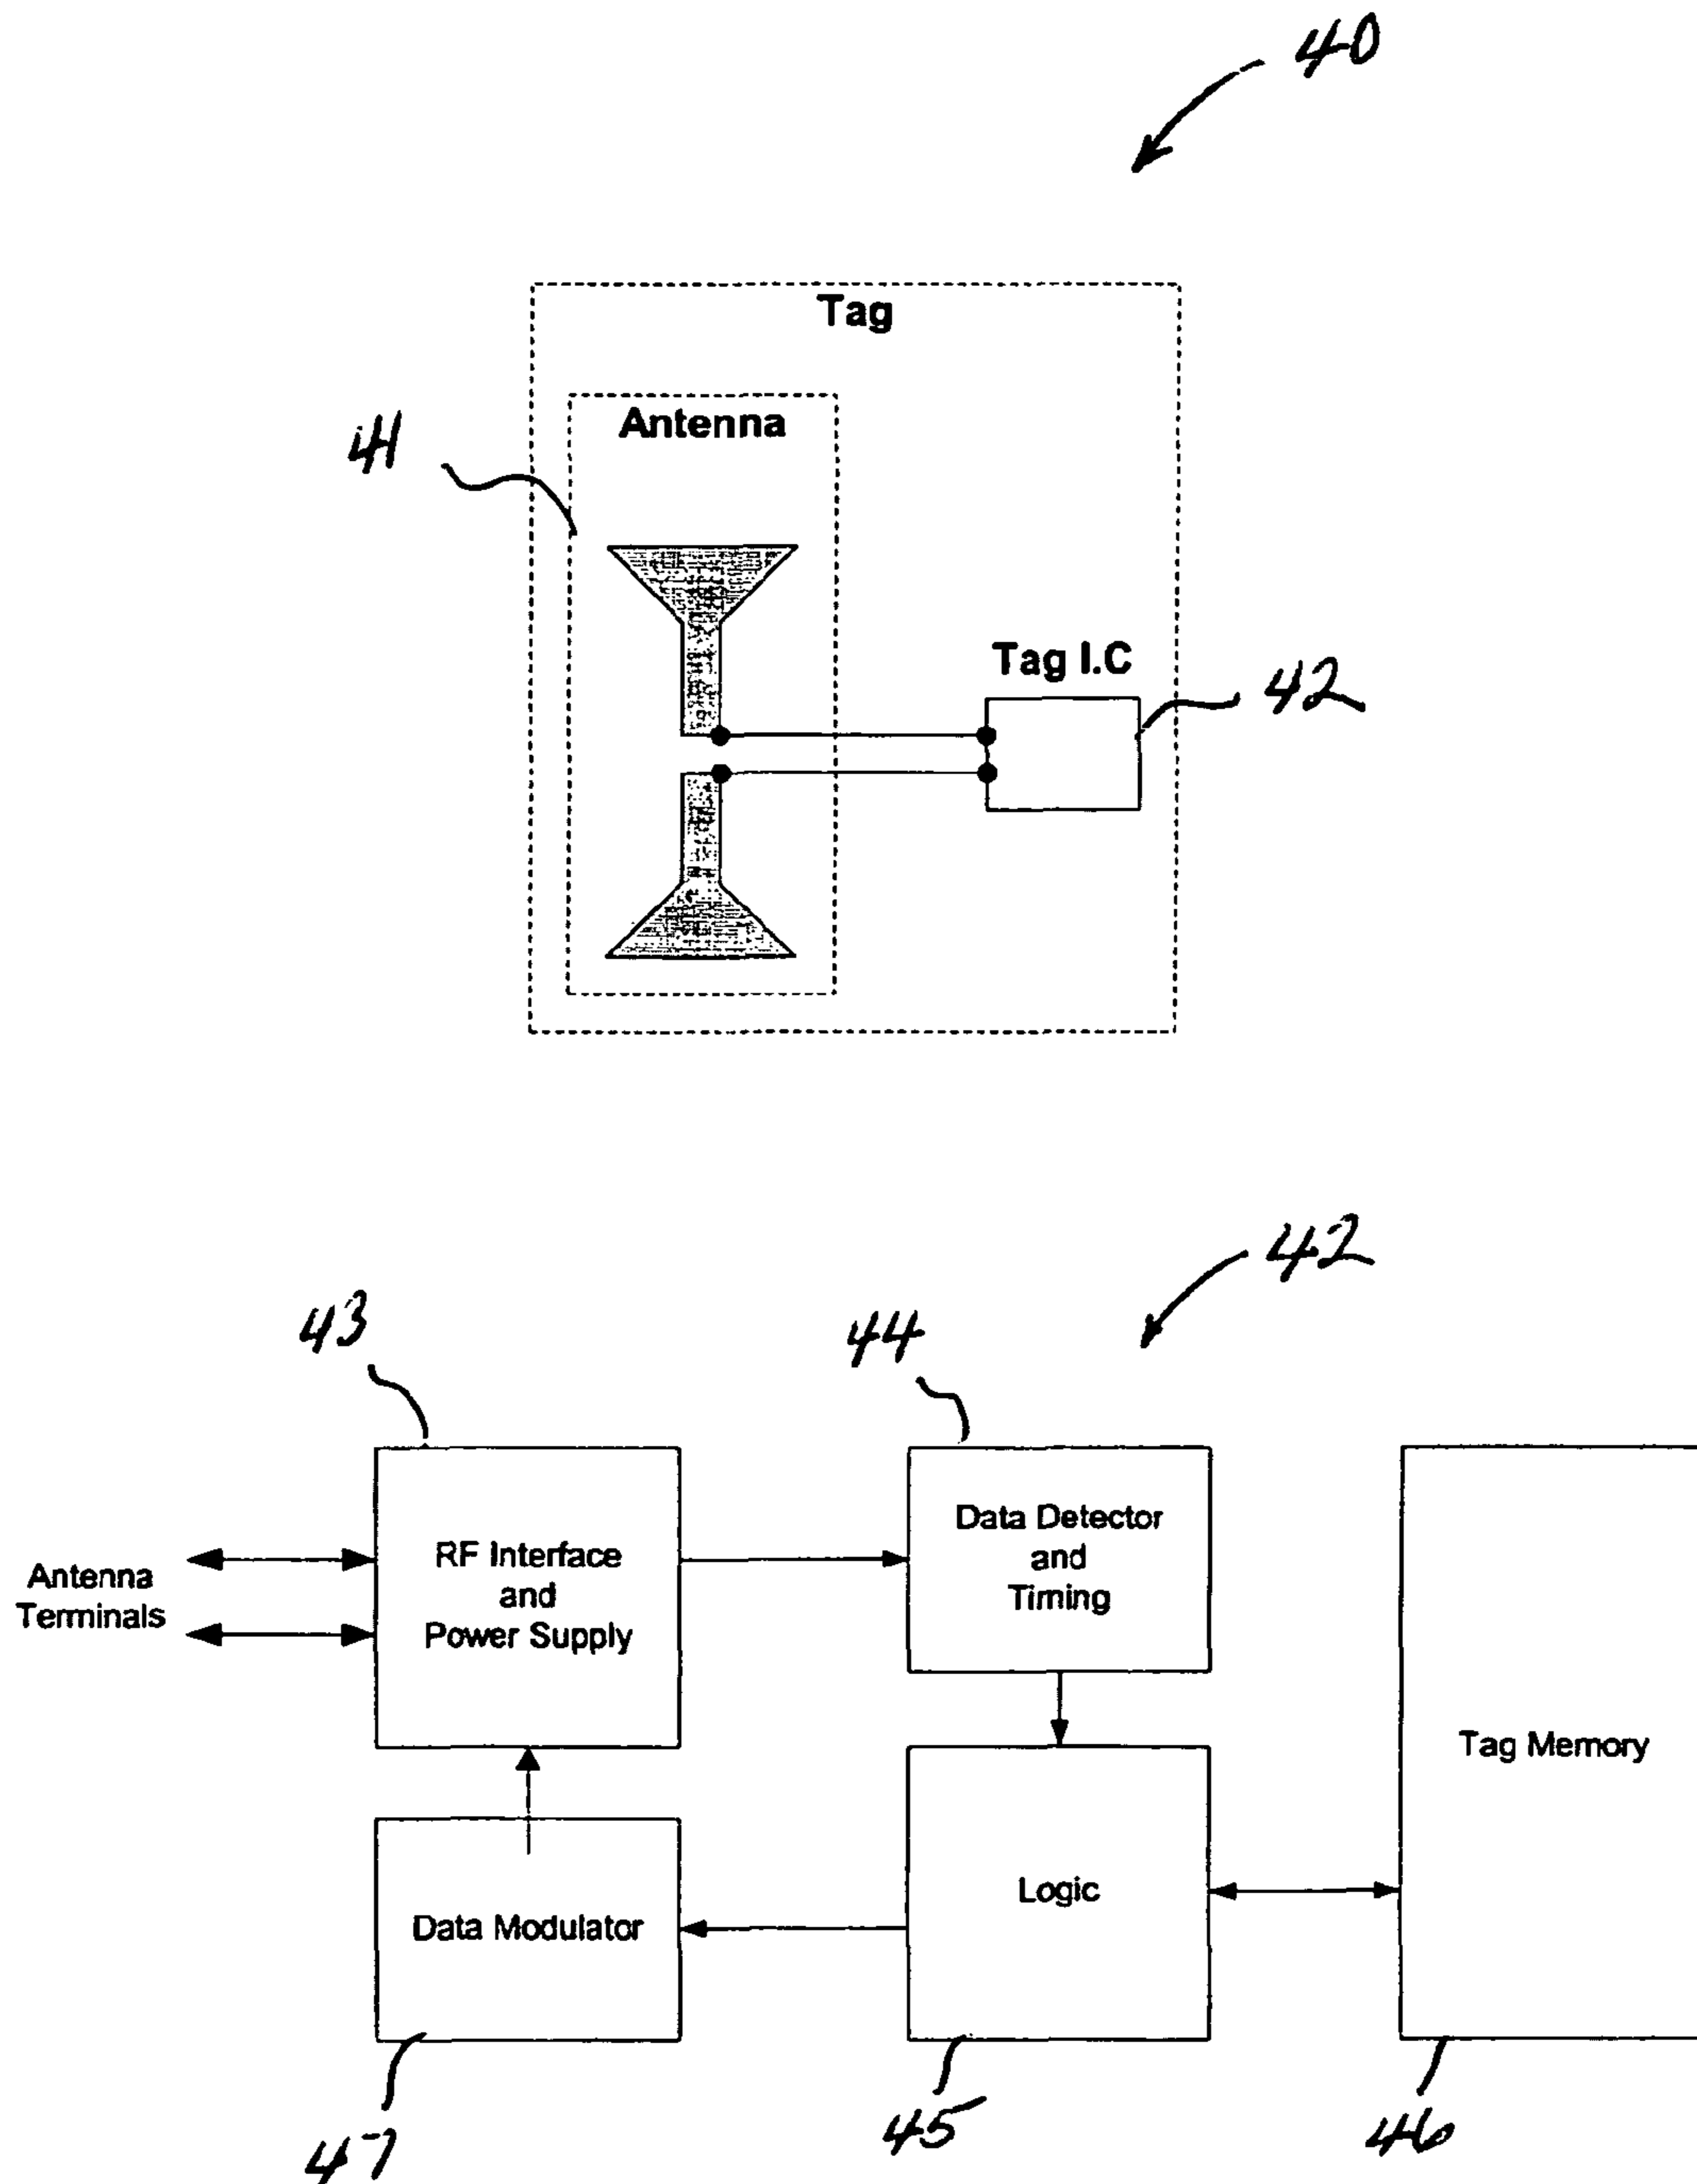 40
Tag
Antenna
41
Tag I.C
42
42
43
44
Data Detector
and
Timing
RF Interface
and
Power Supply
Antenna
Terminals
Tag Memory
Logic
Data Modulator
47
45
46